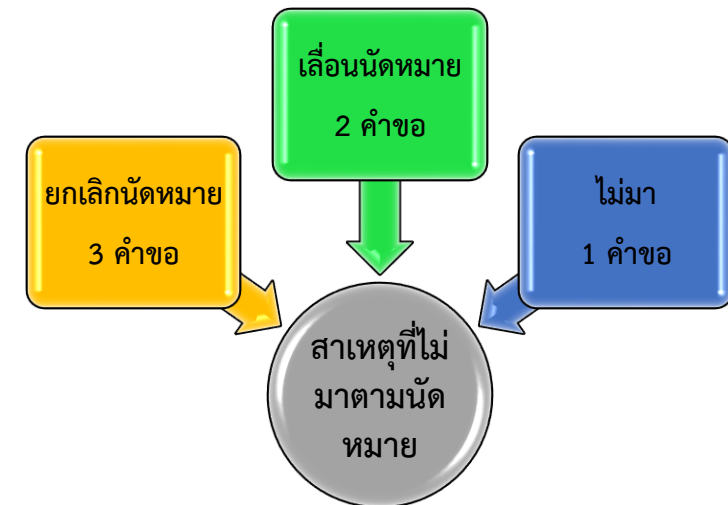 เลื่อนนัดหมาย
2 คำขอ
ยกเลิกนัดหมาย
3 คำขอ
ไม่มา
1 คำขอ
สาเหตุที่ไม่
มาตามนัด
หมาย